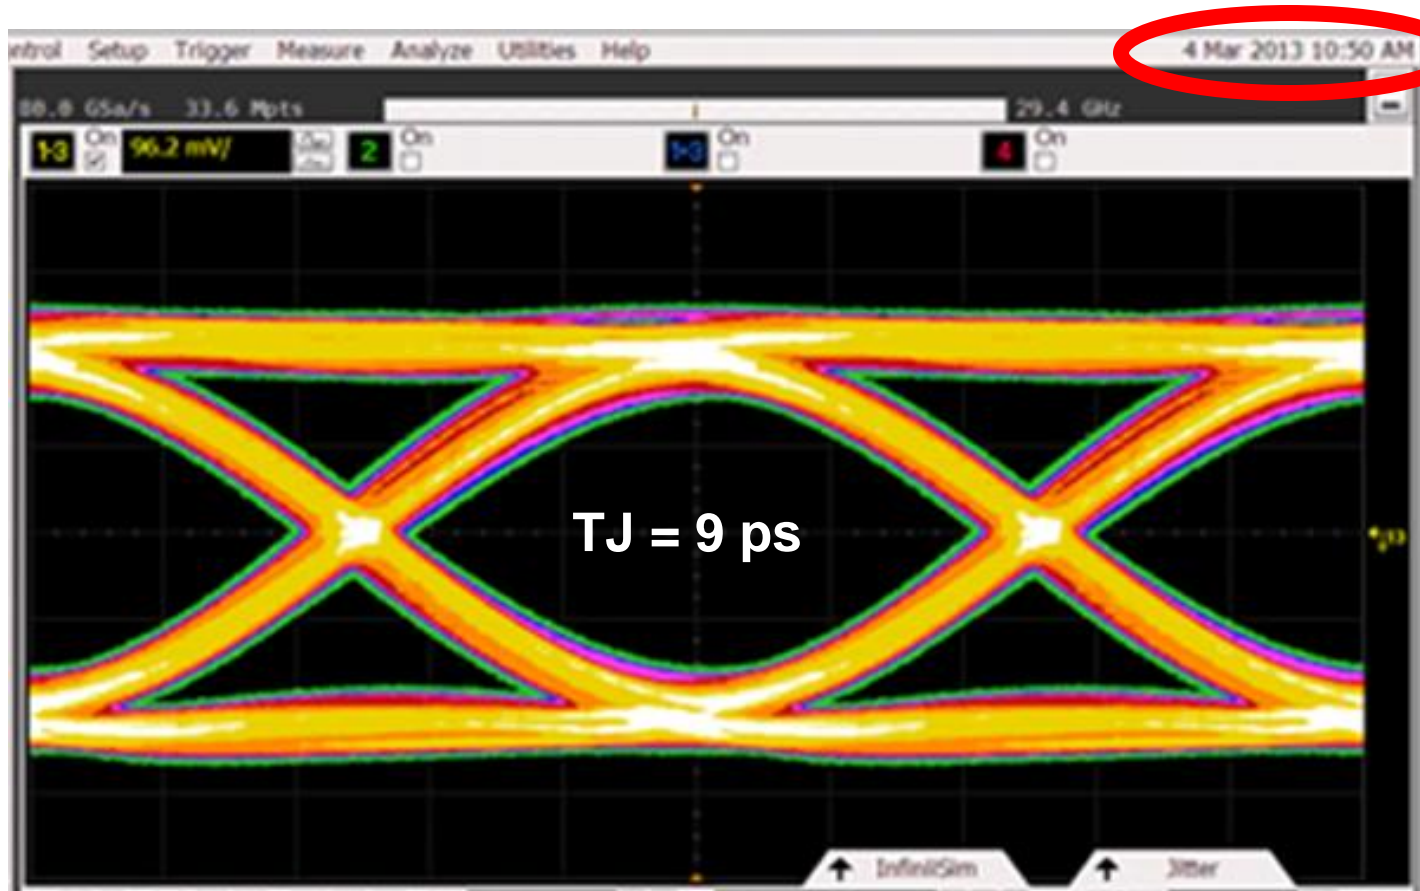 ntrol Setup Trigger Measure Analyze Utilities Help 4 Mar 2013 10:50 AM
80.0 GSa/s 33.6 Mpts 29.4 GHz
1-3 On 96.2 mV/ 2 On 1-3 On 4 On
TJ = 9 ps
InfiniiSim Jitter